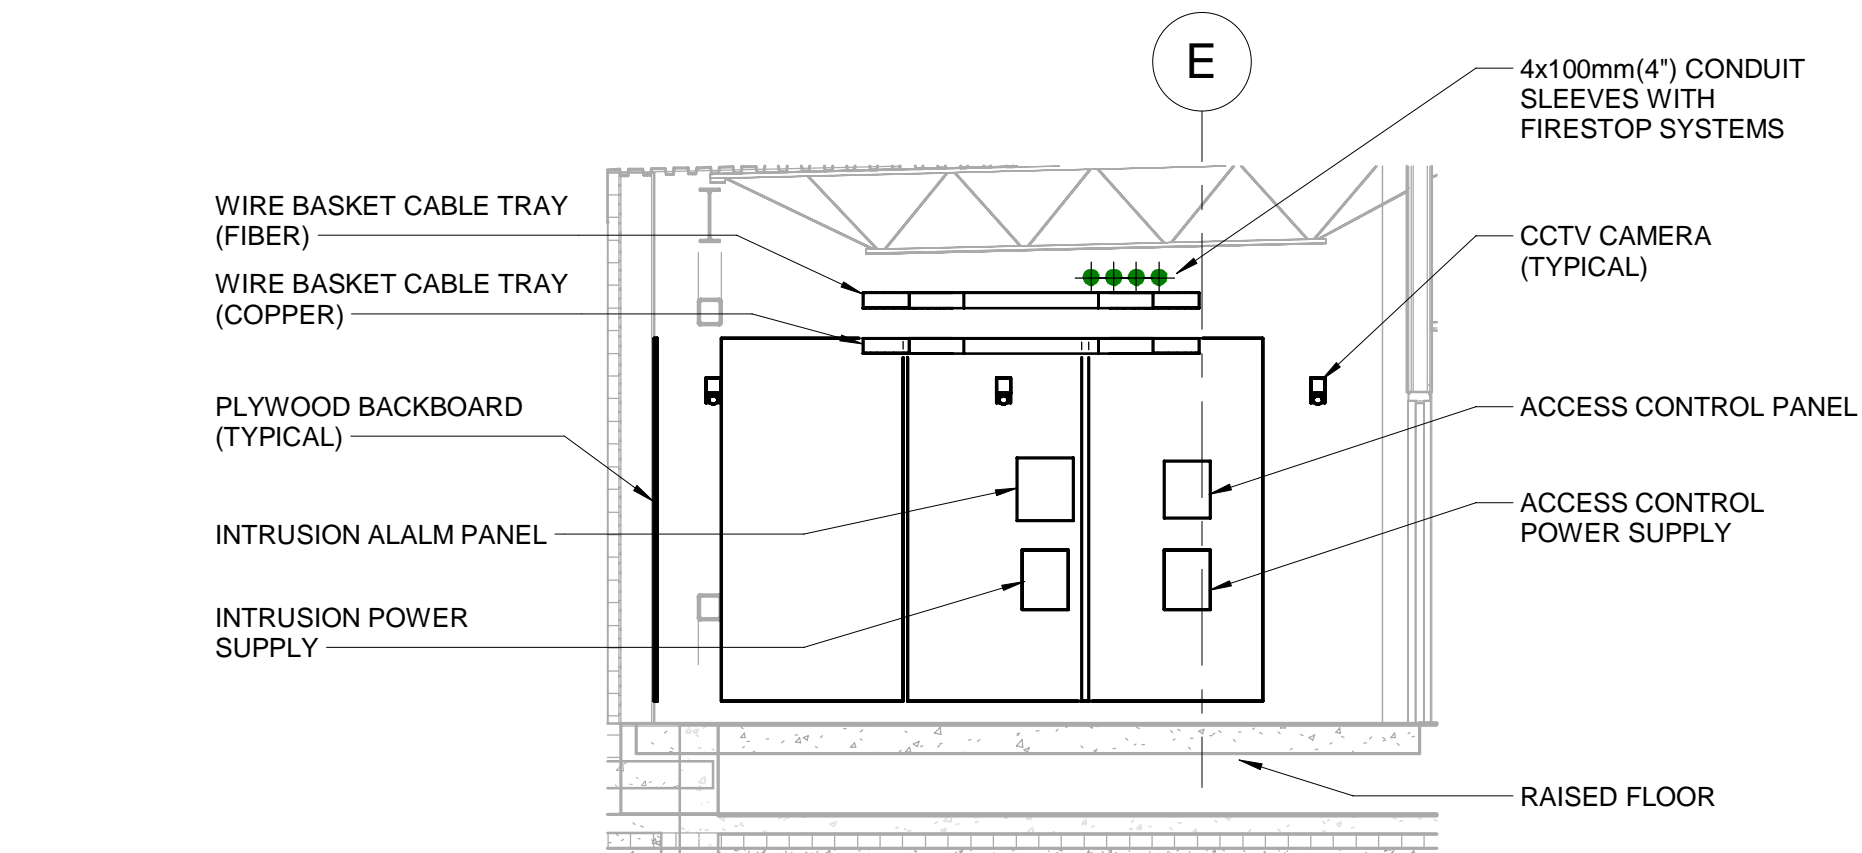 E
4x100mm(4") CONDUIT
SLEEVES WITH
FIRESTOP SYSTEMS
WIRE BASKET CABLE TRAY
(FIBER)
CCTV CAMERA
(TYPICAL)
WIRE BASKET CABLE TRAY
(COPPER)
PLYWOOD BACKBOARD
(TYPICAL)
ACCESS CONTROL PANEL
INTRUSION ALALM PANEL
ACCESS CONTROL
POWER SUPPLY
INTRUSION POWER
SUPPLY
RAISED FLOOR